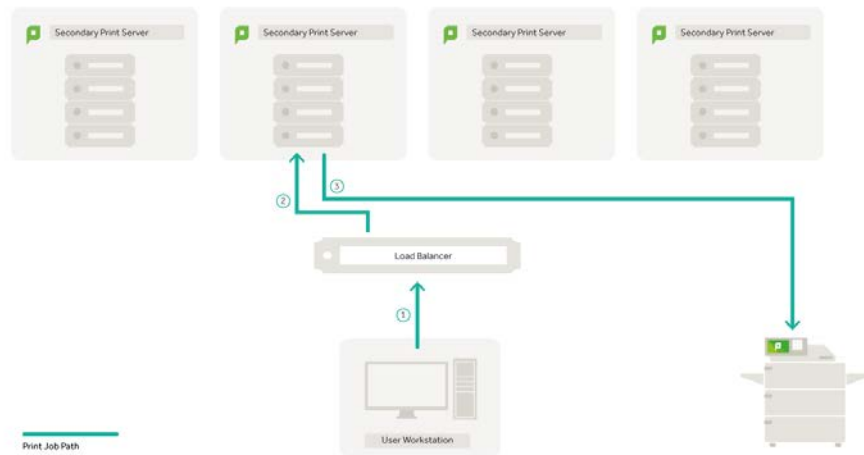 Secondary Print Server
Secondary Print Server
Secondary Print Server
Secondary Print Server
3
2
Load Balancer
1
User Workstation
Print Job Path